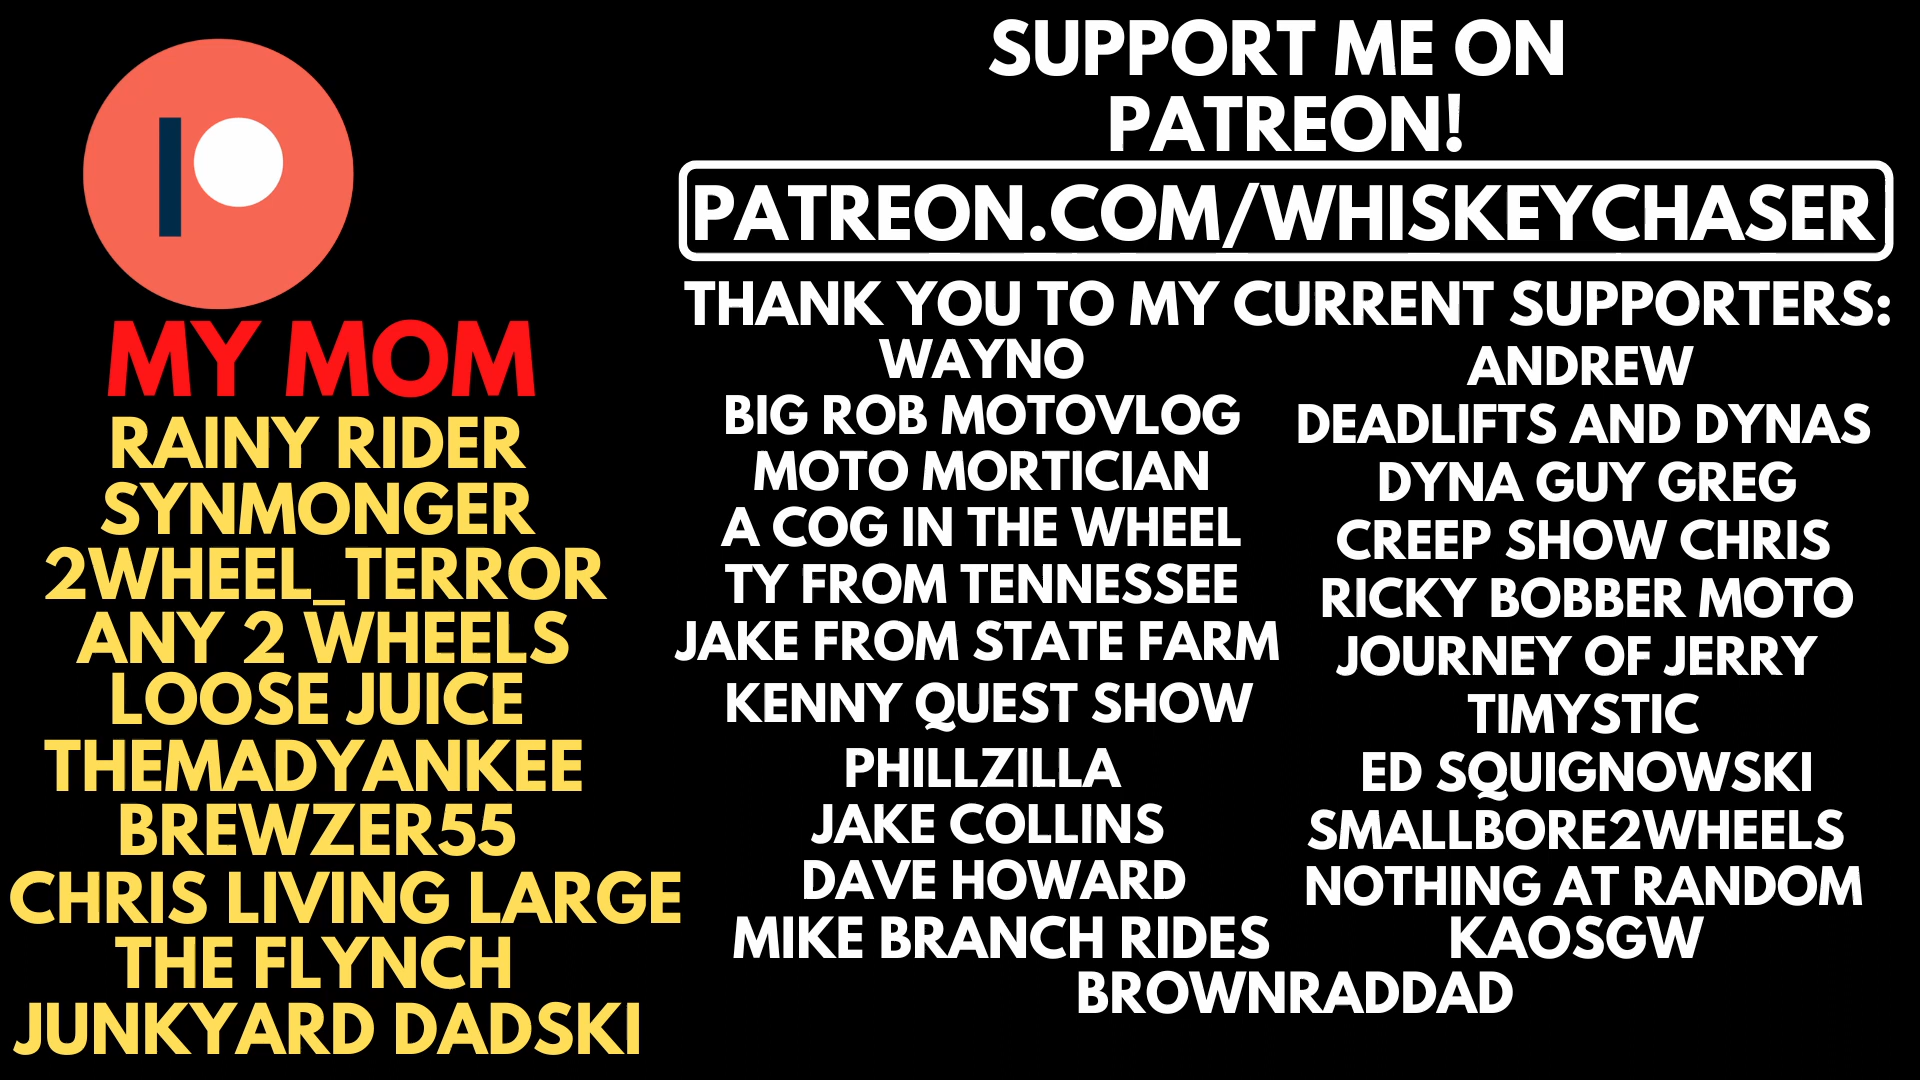 SUPPORT ME ON
PATREON!
PATREON.COM/WHISKEYCHASER
THANK YOU TO MY CURRENT SUPPORTERS:
MY MOM
RAINY RIDER
SYNMONGER
2WHEEL_TERROR
ANY 2 WHEELS
LOOSE JUICE
THEMADYANKEE
BREWZER55
CHRIS LIVING LARGE
THE FLYNCH
JUNKYARD DADSKI
WAYNO
BIG ROB MOTOVLOG
MOTO MORTICIAN
A COG IN THE WHEEL
TY FROM TENNESSEE
JAKE FROM STATE FARM
KENNY QUEST SHOW
PHILLZILLA
JAKE COLLINS
DAVE HOWARD
MIKE BRANCH RIDES
ANDREW
DEADLIFTS AND DYNAS
DYNA GUY GREG
CREEP SHOW CHRIS
RICKY BOBBER MOTO
JOURNEY OF JERRY
TIMYSTIC
ED SQUIGNOWSKI
SMALLBORE2WHEELS
NOTHING AT RANDOM
KAOSGW
BROWNRADDAD